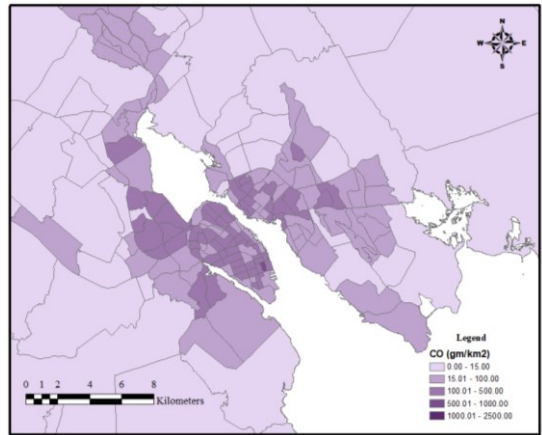 N
W E
S
Legend
CO (gm/km2)
0.00 - 15.00
15.01 - 100.00
100.01 - 500.00
500.01 - 1000.00
1000.01 - 2500.00
0 1 2 4 6 8
Kilometers